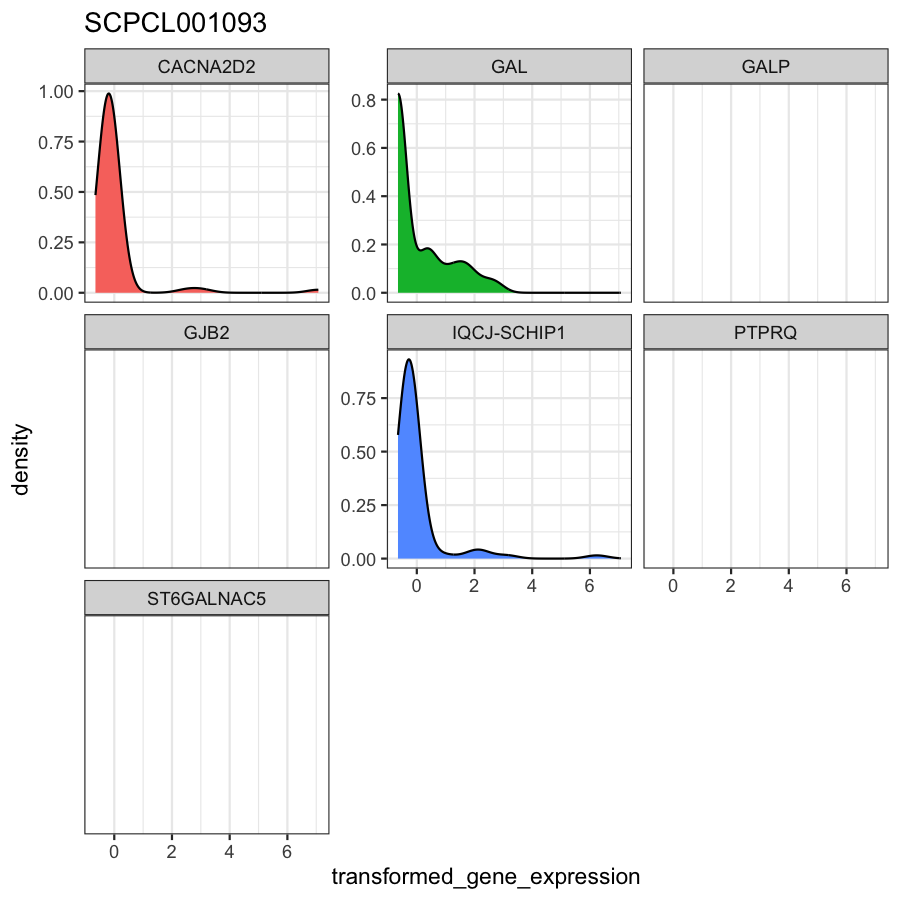 SCPCL001093
CACNA2D2 GAL GALP
1.00
0.75
0.50
0.25
0.00
0.8
0.6
0.4
0.2
0.0
GJB2 IQCJ-SCHIP1 PTPRQ
0.75
0.50
0.25
0.00
0 2 4 6
0 2 4 6
ST6GALNAC5
0 2 4 6
density
transformed_gene_expression